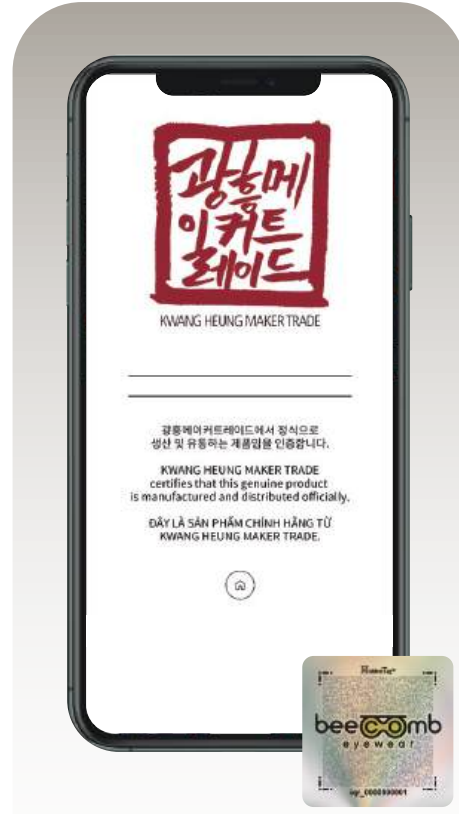 광흥메
이커트
레이드
KWANG HEUNG MAKER TRADE
광흥메이커트레이드에서 정식으로
생산 및 유통하는 제품임을 인증합니다.
KWANG HEUNG MAKER TRADE
certifies that this genuine product
is manufactured and distributed officially.
ĐÂY LÀ SẢN PHẨM CHÍNH HÃNG TỪ
KWANG HEUNG MAKER TRADE.
beecomb
eyewear